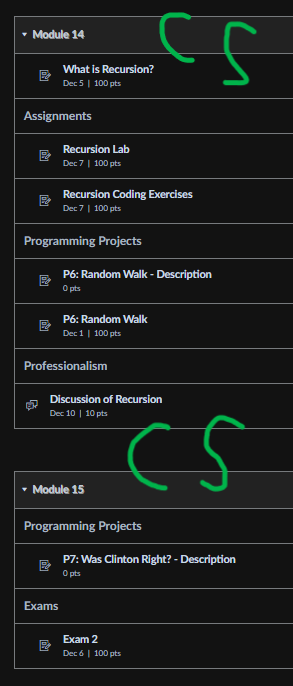 Module 14
CS
What is Recursion?
Dec 5 | 100 pts
Assignments
Recursion Lab
Dec 7 | 100 pts
Recursion Coding Exercises
Dec 7 | 100 pts
Programming Projects
P6: Random Walk - Description
0 pts
P6: Random Walk
Dec 1 | 100 pts
Professionalism
Discussion of Recursion
Dec 10 | 10 pts
CS
Module 15
Programming Projects
P7: Was Clinton Right? - Description
0 pts
Exams
Exam 2
Dec 6 | 100 pts